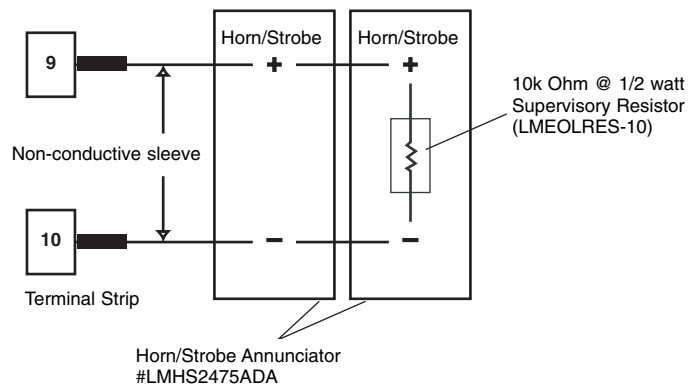 Horn/Strobe
Horn/Strobe
9
+
+
10k Ohm @ 1/2 watt
Supervisory Resistor
(LMEOLRES-10)
Non-conductive sleeve
10
–
–
Terminal Strip
Horn/Strobe Annunciator
#LMHS2475ADA